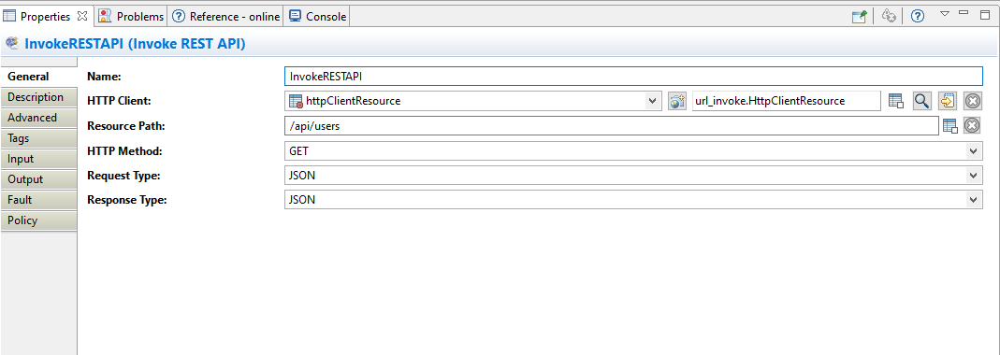 Properties Problems Reference - online Console
InvokeRESTAPI (Invoke REST API)
General
Description
Advanced
Tags
Input
Output
Fault
Policy
Name: InvokeRESTAPI
HTTP Client: httpClientResource url_invoke.HttpClientResource
Resource Path: /api/users
HTTP Method: GET
Request Type: JSON
Response Type: JSON